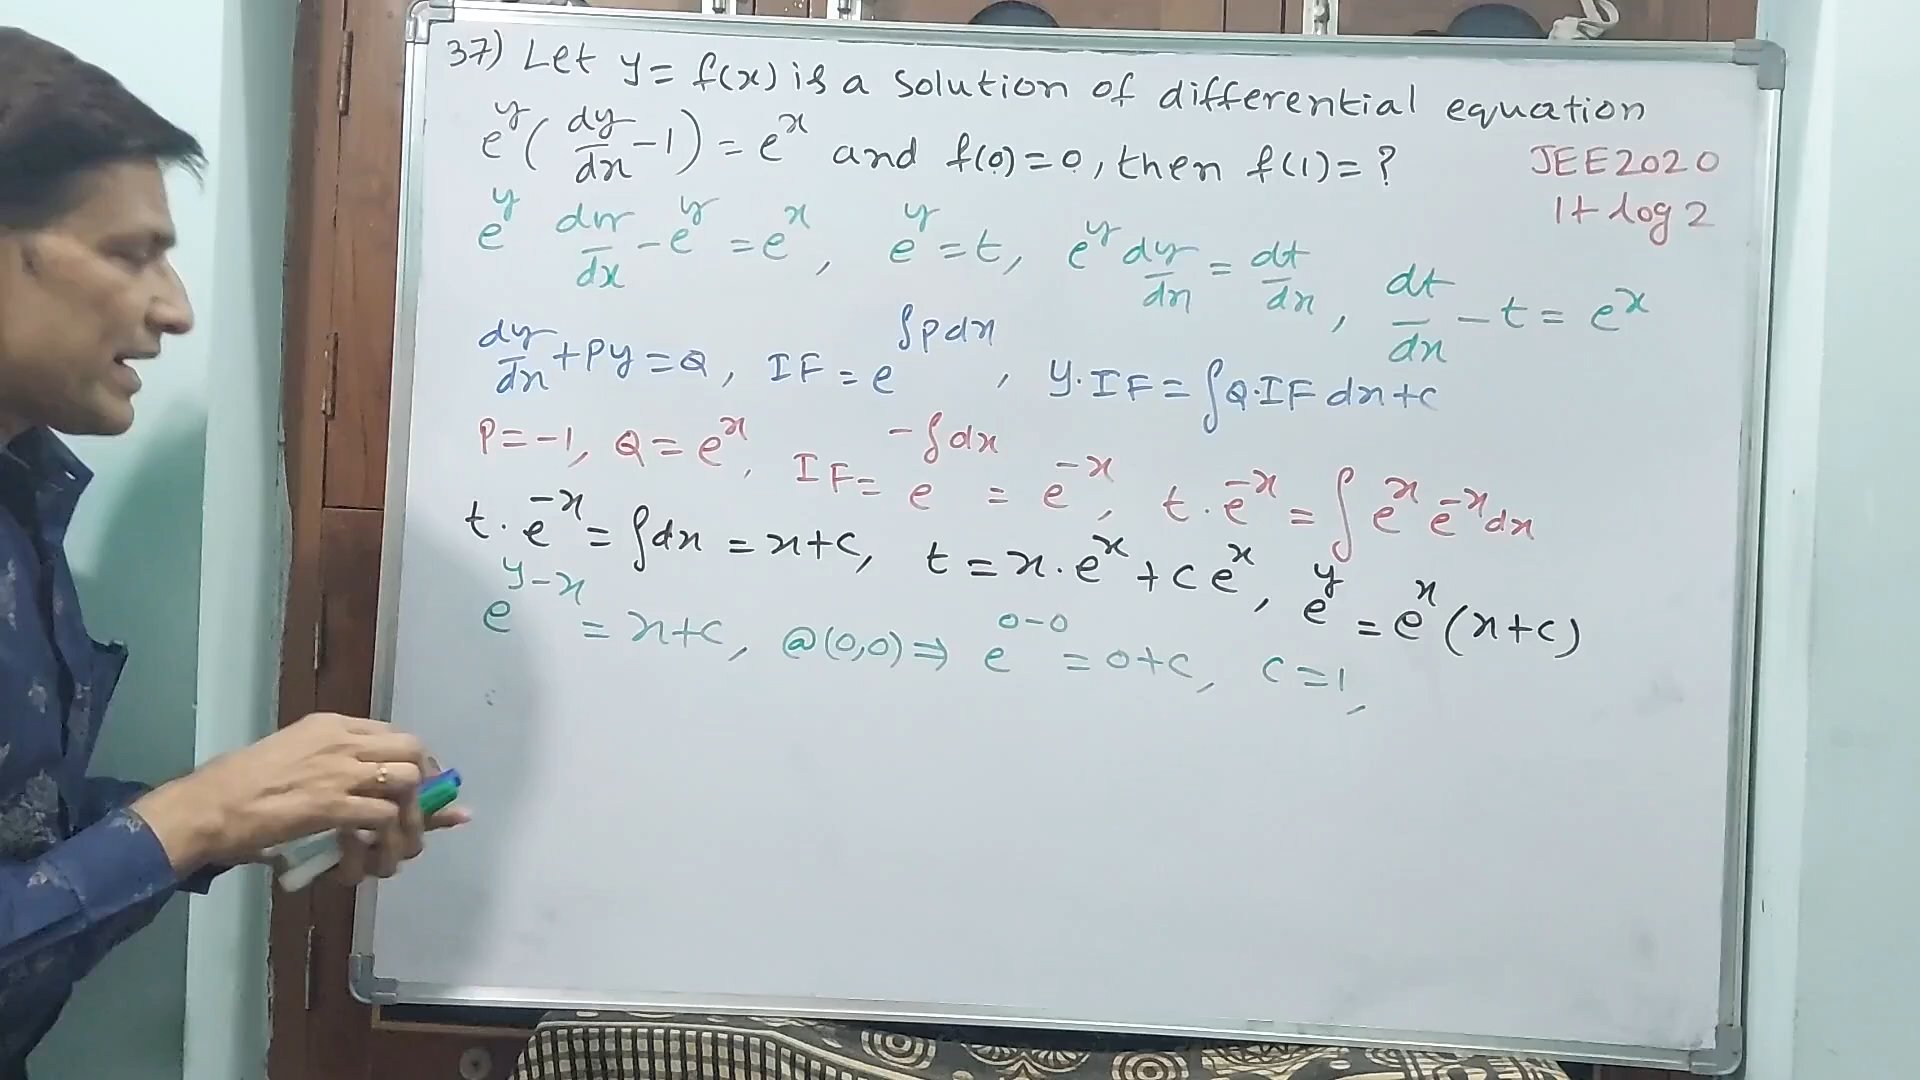 37) Let y = f(x) is a solution of differential equation
e^y (dy/dx - 1) = e^x and f(0) = 0, then f(1) = ?
JEE 2020
1 + log 2
e^y dy/dx - e^y = e^x, e^y = t, e^y dy/dx = dt/dx, dt/dx - t = e^x
dy/dx + Py = Q, IF = e^∫P dx, y·IF = ∫Q·IF dx + c
P = -1, Q = e^x, IF = e^-∫dx = e^-x, t·e^-x = ∫e^x e^-x dx
t·e^-x = ∫dx = x + c, t = x·e^x + c e^x, e^y = e^x (x + c)
e^y-x = x + c, @(0,0) ⇒ e^0-0 = 0 + c, c = 1,